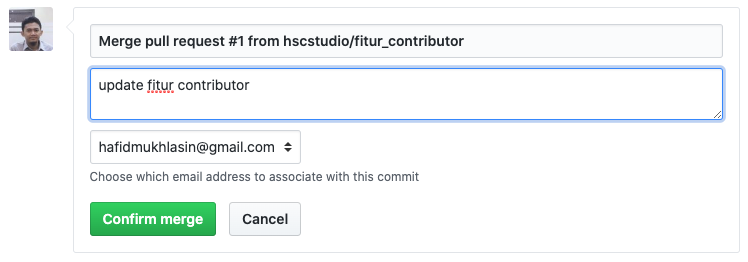 Merge pull request #1 from hscstudio/fitur_contributor
update fitur contributor
hafidmukhlasin@gmail.com
Choose which email address to associate with this commit
Confirm merge
Cancel